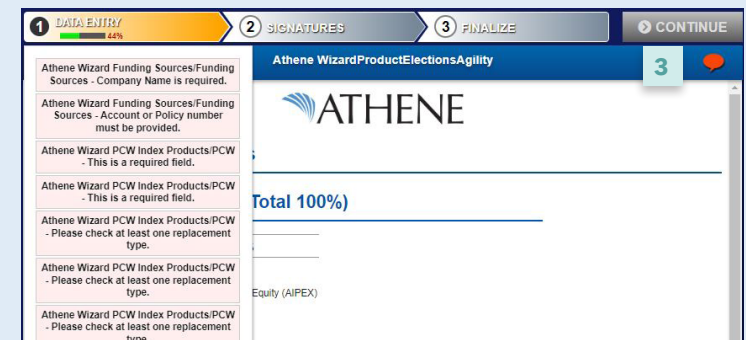 1 DATA ENTRY
44%
2 SIGNATURES
3 FINALIZE
CONTINUE
Athene Wizard Funding Sources/Funding
Sources - Company Name is required.
Athene Wizard Funding Sources/Funding
Sources - Account or Policy number
must be provided.
Athene Wizard PCW Index Products/PCW
- This is a required field.
Athene Wizard PCW Index Products/PCW
- This is a required field.
Athene Wizard PCW Index Products/PCW
- Please check at least one replacement
type.
Athene Wizard PCW Index Products/PCW
- Please check at least one replacement
type.
Athene Wizard PCW Index Products/PCW
- Please check at least one replacement
type.
Athene WizardProductElectionsAgility
3
ATHENE
s
Total 100%)
s
Equity (AIPEX)